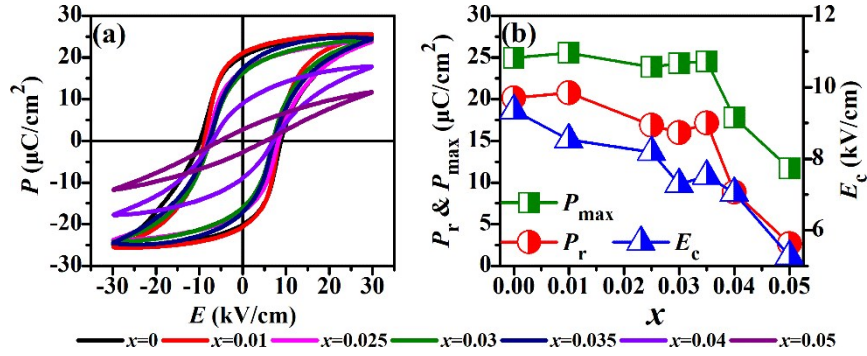 (a)
30
20
10
0
-10
-20
-30
P (μC/cm²)
-30 -20 -10 0 10 20 30
E (kV/cm)
(b)
30
25
20
15
10
5
0
Pr & Pmax (μC/cm²)
12
10
8
6
Ec (kV/cm)
Pmax
Pr Ec
0.00 0.01 0.02 0.03 0.04 0.05
x
x=0 x=0.01 x=0.025 x=0.03 x=0.035 x=0.04 x=0.05